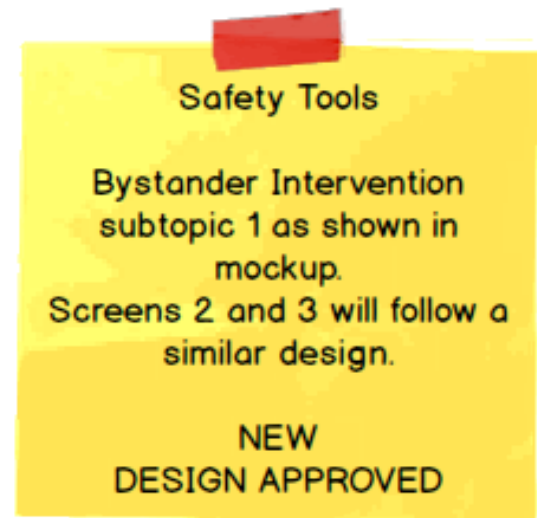 Safety Tools
Bystander Intervention
subtopic 1 as shown in
mockup.
Screens 2 and 3 will follow a
similar design.
NEW
DESIGN APPROVED